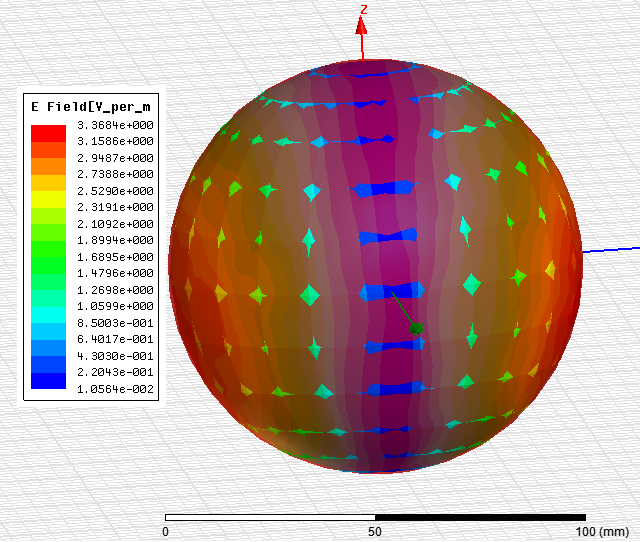 Z
E Field[V_per_m
3.3684e+000
3.1586e+000
2.9487e+000
2.7388e+000
2.5290e+000
2.3191e+000
2.1092e+000
1.8994e+000
1.6895e+000
1.4796e+000
1.2698e+000
1.0599e+000
8.5003e-001
6.4017e-001
4.3030e-001
2.2043e-001
1.0564e-002
0 50 100 (mm)